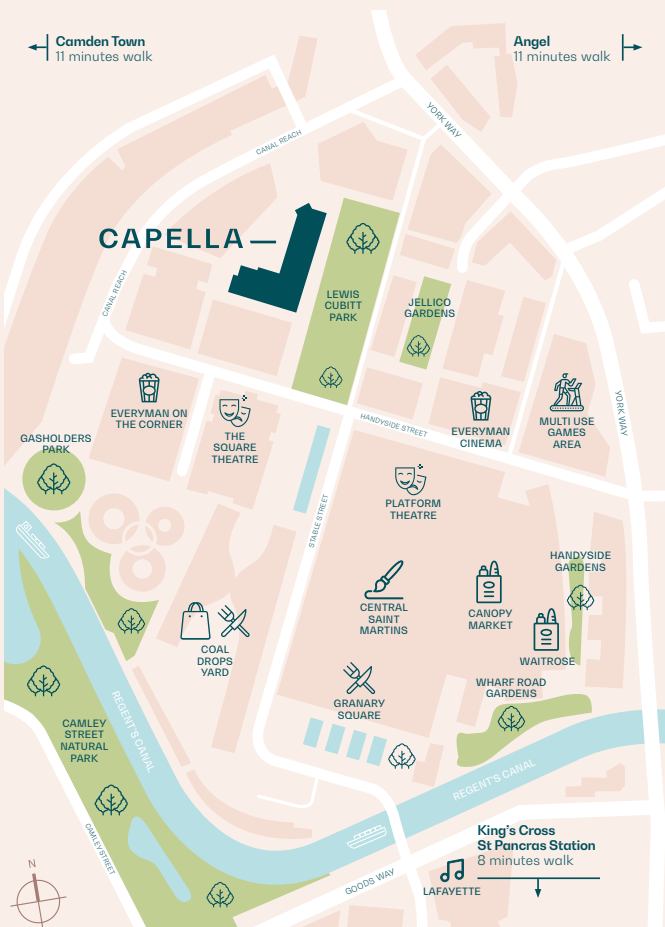 Camden Town
11 minutes walk
Angel
11 minutes walk
YORK WAY
CANAL REACH
CAPELLA
CANAL REACH
LEWIS
CUBITT
PARK
JELLICO
GARDENS
EVERYMAN ON
THE CORNER
THE
SQUARE
THEATRE
HANDYSIDE STREET
EVERYMAN
CINEMA
MULTI USE
GAMES
AREA
YORK WAY
GASHOLDERS
PARK
PLATFORM
THEATRE
STABLE STREET
HANDYSIDE
GARDENS
CENTRAL
SAINT
MARTINS
CANOPY
MARKET
WAITROSE
COAL
DROPS
YARD
WHARF ROAD
GARDENS
GRANARY
SQUARE
REGENT'S CANAL
CAMLEY
STREET
NATURAL
PARK
REGENT'S CANAL
CAMLEY STREET
King's Cross
St Pancras Station
8 minutes walk
GOODS WAY
LAFAYETTE
N